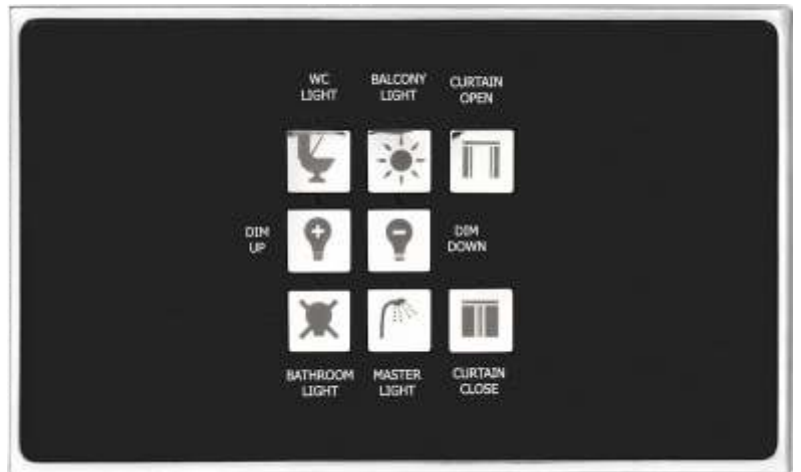 WC
LIGHT
BALCONY
LIGHT
CURTAIN
OPEN
DIM
UP
DIM
DOWN
BATHROOM
LIGHT
MASTER
LIGHT
CURTAIN
CLOSE